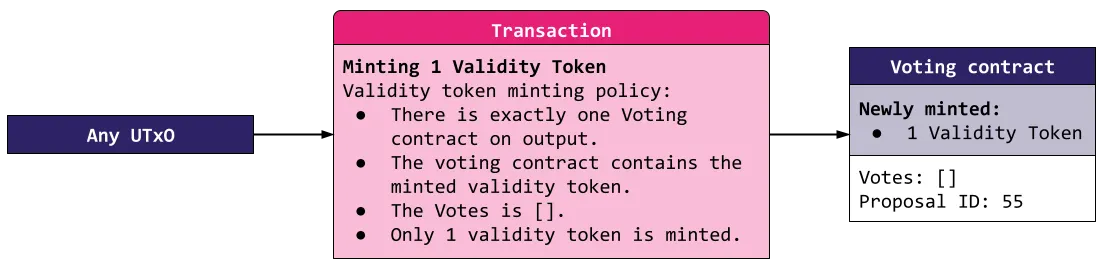 Any UTxO
Transaction
Minting 1 Validity Token
Validity token minting policy:
● There is exactly one Voting
contract on output.
● The voting contract contains the
minted validity token.
● The Votes is [].
● Only 1 validity token is minted.
Voting contract
Newly minted:
● 1 Validity Token
Votes: []
Proposal ID: 55